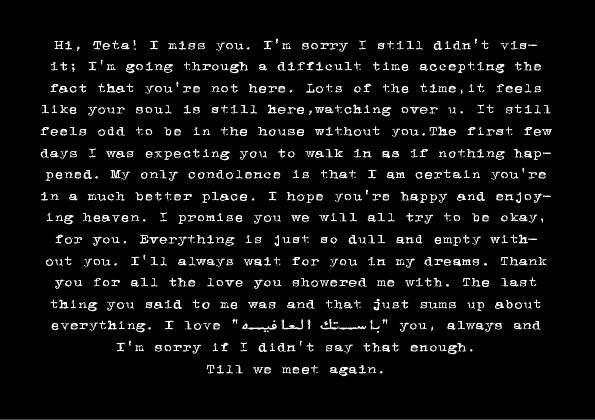 Hi, Teta! I miss you. I'm sorry I still didn't vis-
it; I'm going through a difficult time accepting the
fact that you're not here. Lots of the time,it feels
like your soul is still here,watching over u. It still
feels odd to be in the house without you.The first few
days I was expecting you to walk in as if nothing hap-
pened. My only condolence is that I am certain you're
in a much better place. I hope you're happy and enjoy-
ing heaven. I promise you we will all try to be okay,
for you. Everything is just so dull and empty with-
out you. I'll always wait for you in my dreams. Thank
you for all the love you showered me with. The last
thing you said to me was and that just sums up about
everything. I love "ياستك العافيه" you, always and
I'm sorry if I didn't say that enough.
Till we meet again.